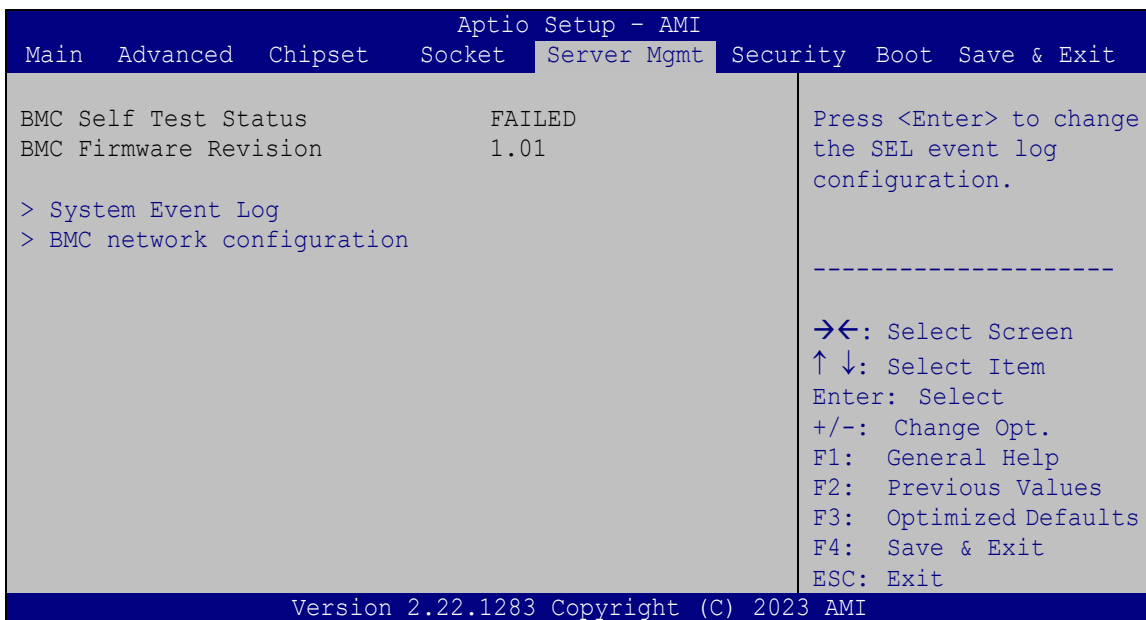 Aptio Setup – AMI
Main Advanced Chipset Socket Server Mgmt Security Boot Save & Exit
BMC Self Test Status FAILED
BMC Firmware Revision 1.01
> System Event Log
> BMC network configuration
Press <Enter> to change
the SEL event log
configuration.
----------------------
→←: Select Screen
↑ ↓: Select Item
Enter: Select
+/-: Change Opt.
F1: General Help
F2: Previous Values
F3: Optimized Defaults
F4: Save & Exit
ESC: Exit
Version 2.22.1283 Copyright (C) 2023 AMI